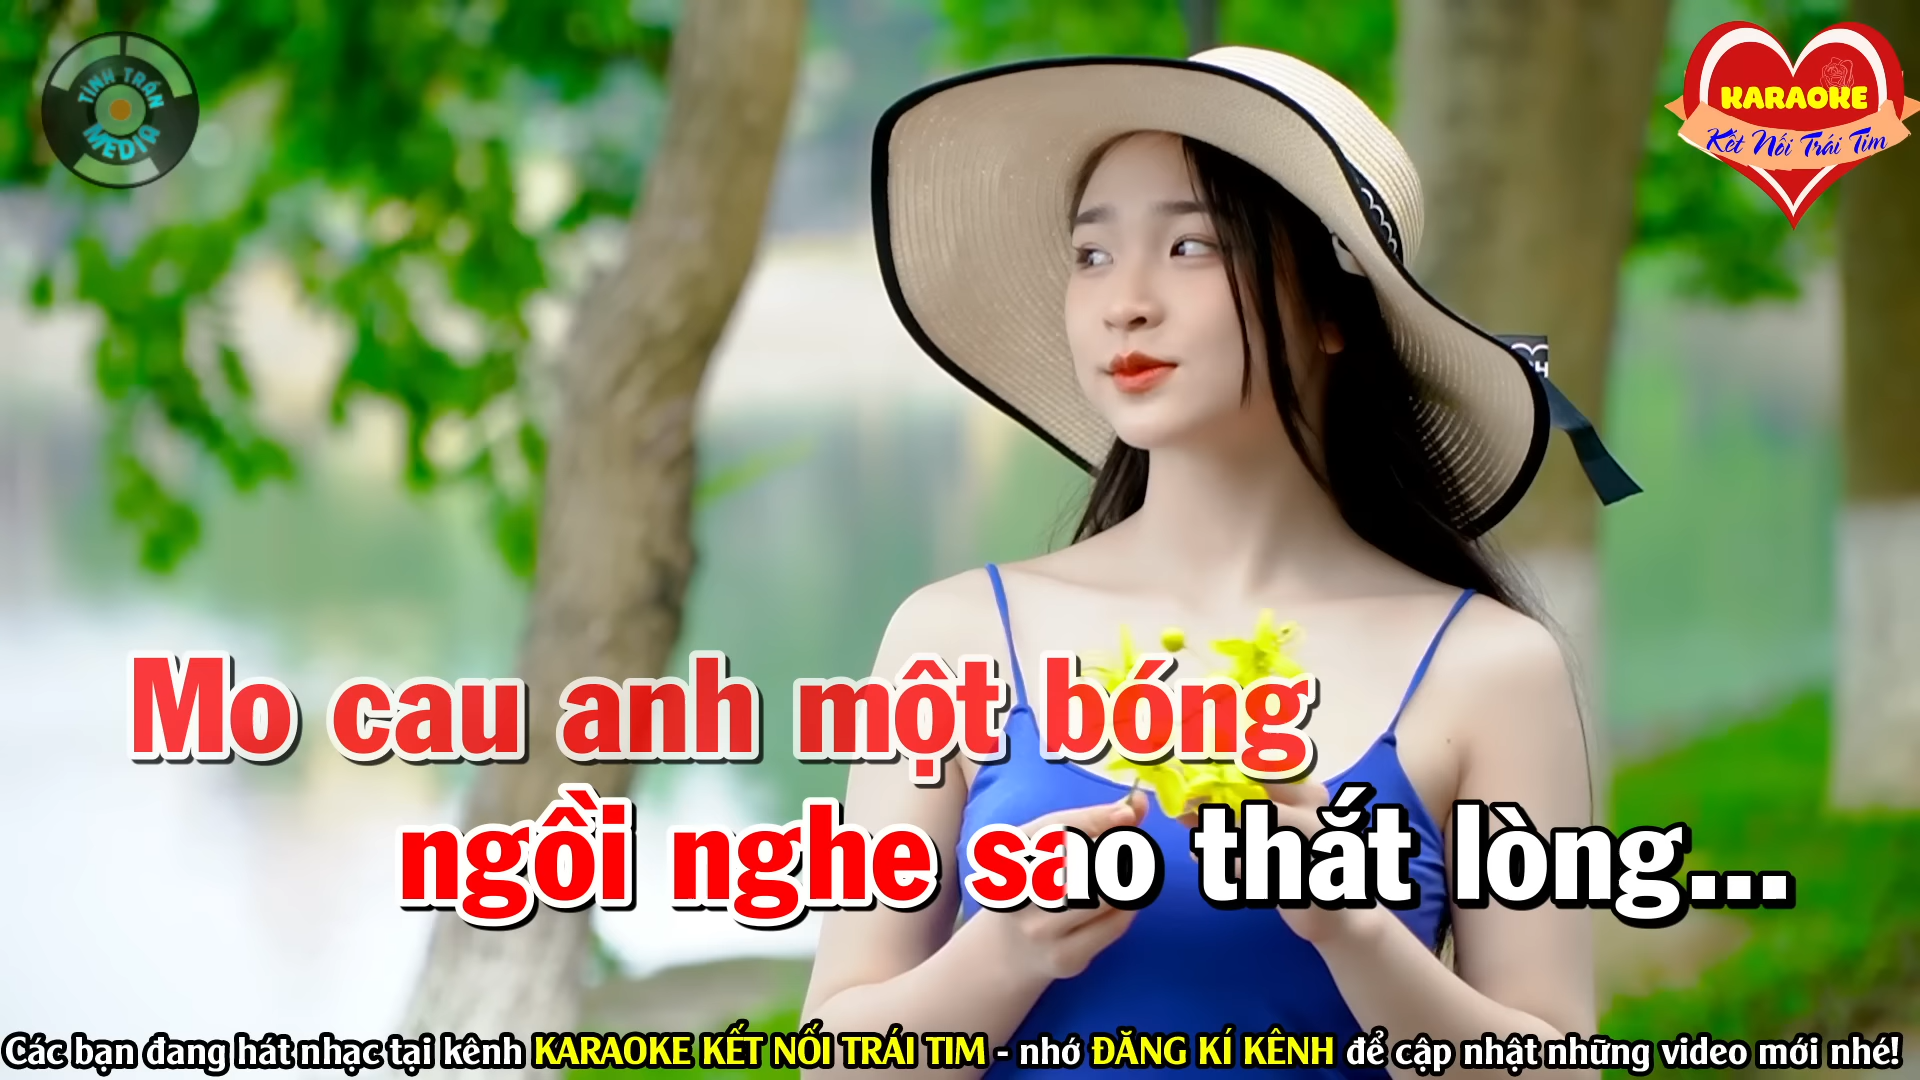 TÌNH TRẦN
MEDIA
KARAOKE
Kết Nối Trái Tim
Mo cau anh một bóng
ngồi nghe sao thắt lòng...
Các bạn đang hát nhạc tại kênh KARAOKE KẾT NỐI TRÁI TIM - nhớ ĐĂNG KÍ KÊNH để cập nhật những video mới nhé!